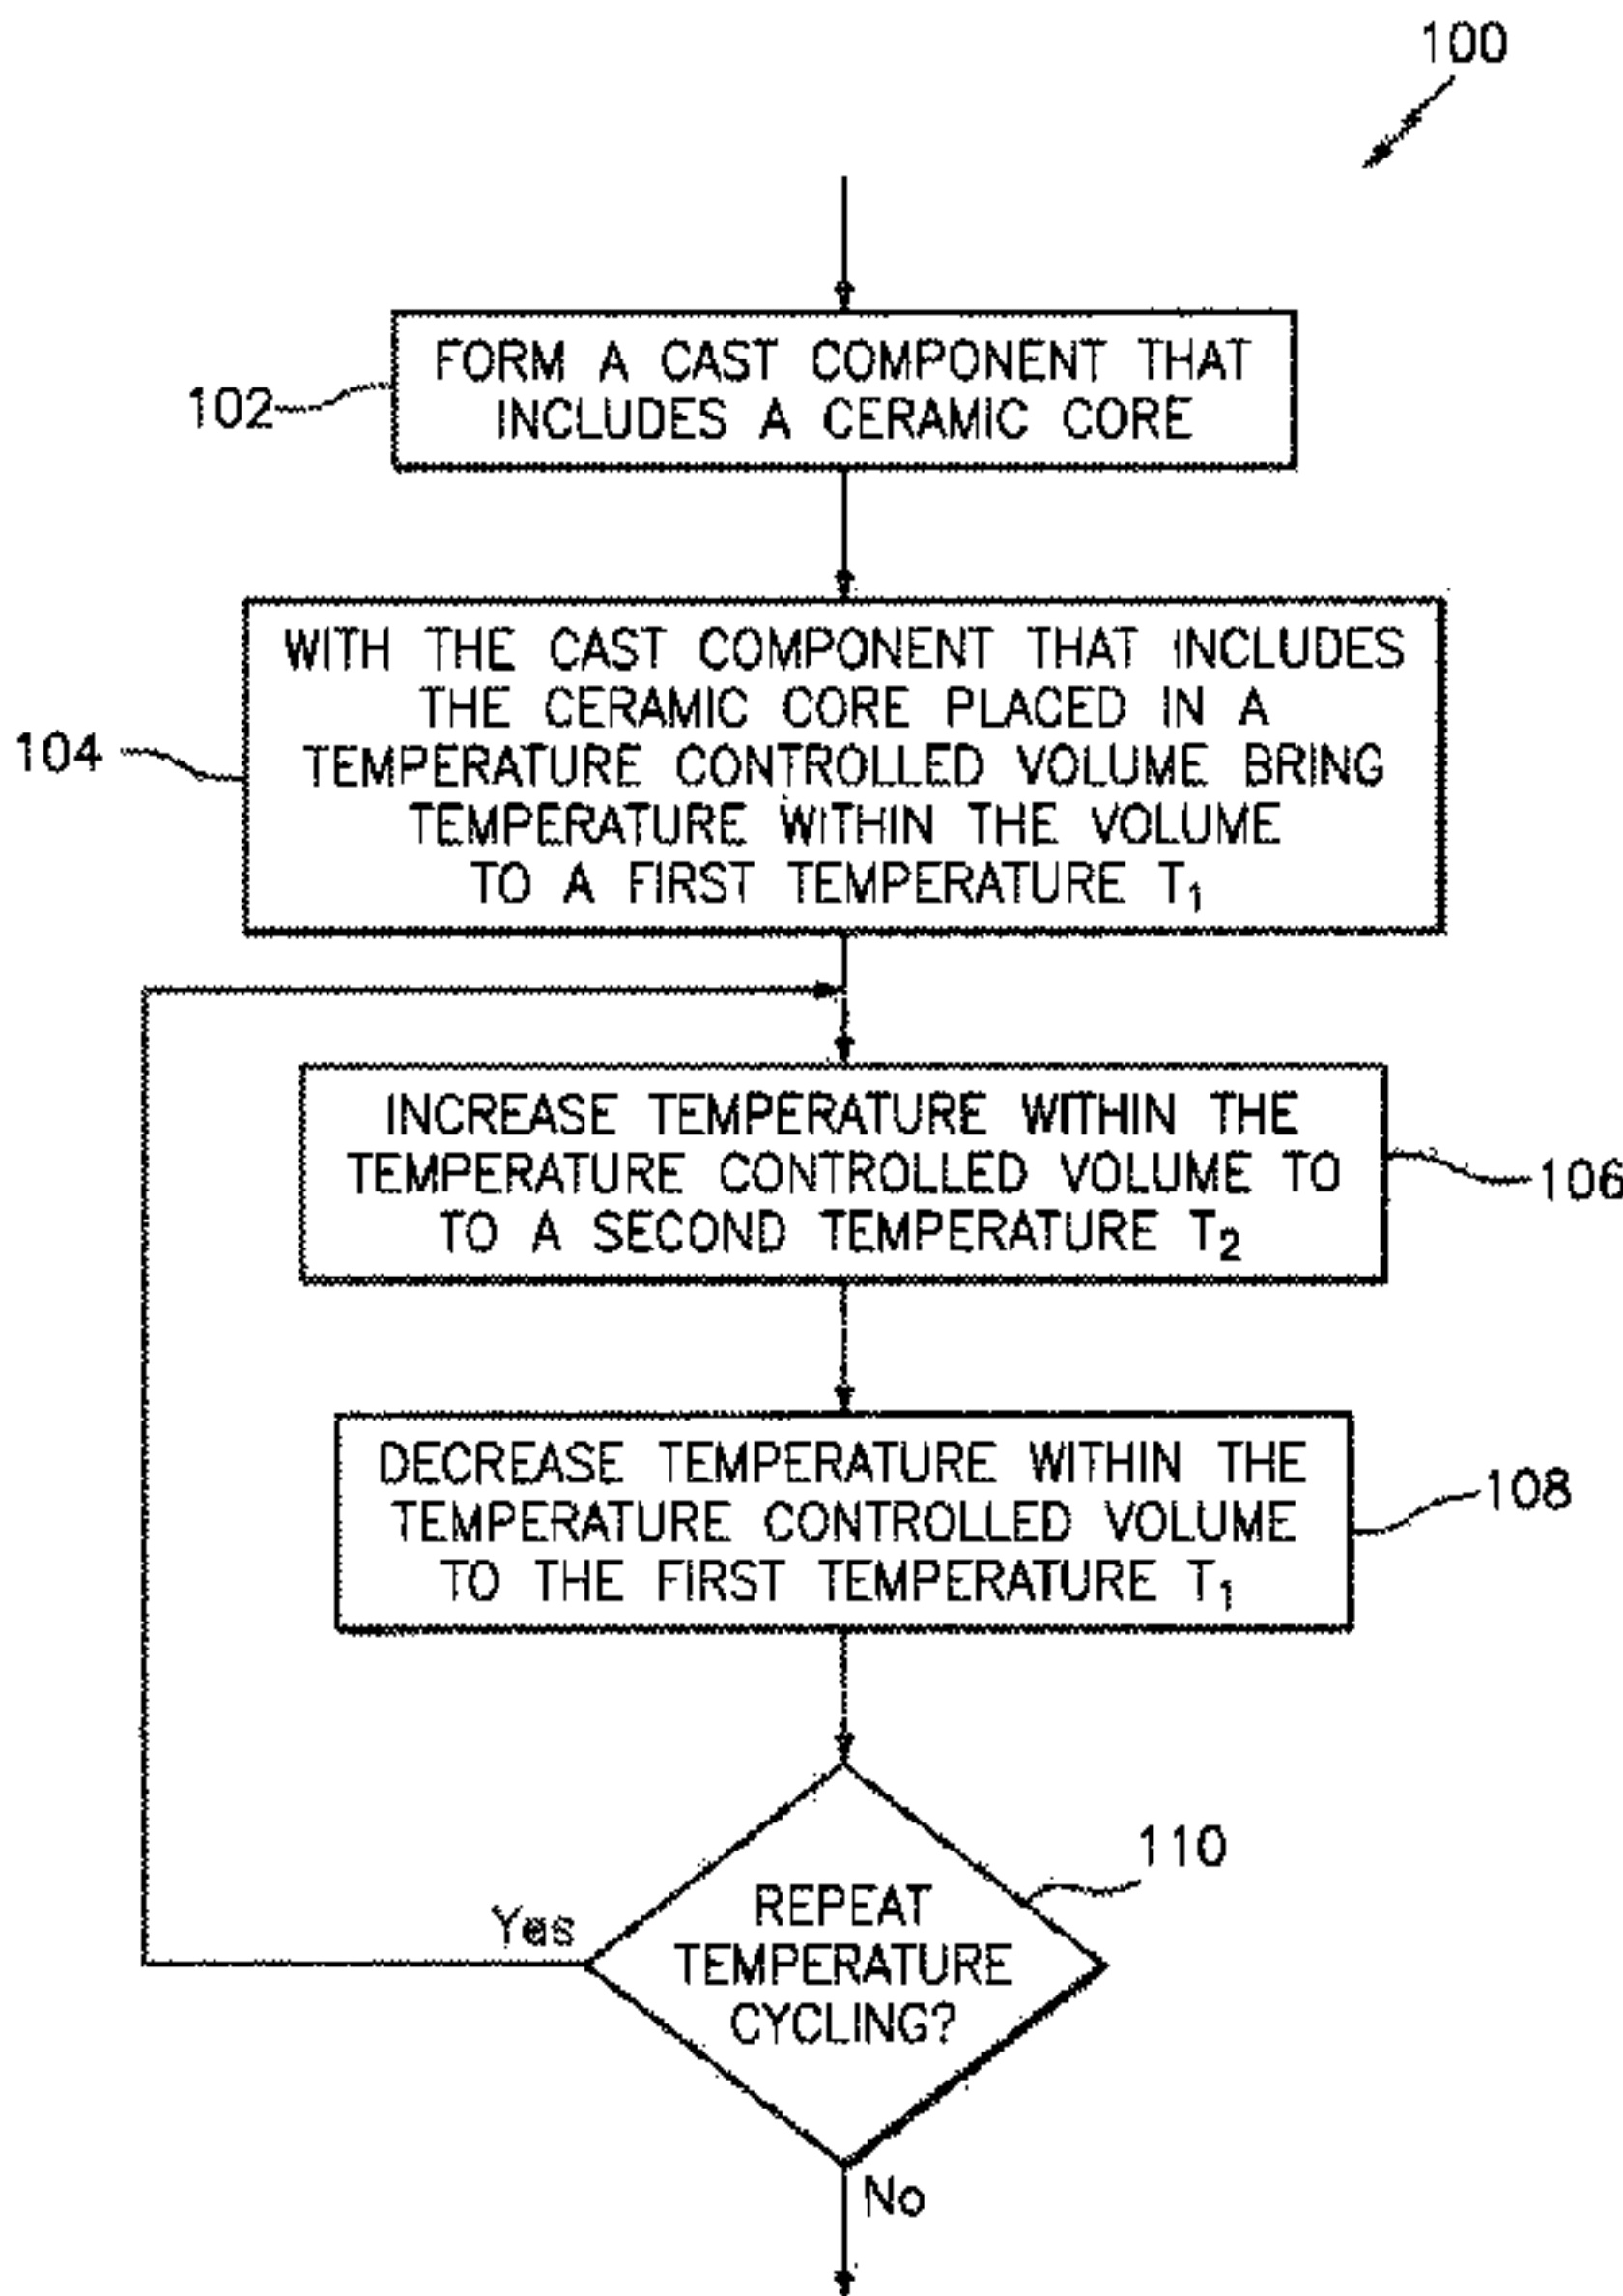 100
FORM A CAST COMPONENT THAT
INCLUDES A CERAMIC CORE
102
WITH THE CAST COMPONENT THAT INCLUDES
THE CERAMIC CORE PLACED IN A
TEMPERATURE CONTROLLED VOLUME BRING
TEMPERATURE WITHIN THE VOLUME
TO A FIRST TEMPERATURE T₁
104
INCREASE TEMPERATURE WITHIN THE
TEMPERATURE CONTROLLED VOLUME TO
TO A SECOND TEMPERATURE T₂
106
DECREASE TEMPERATURE WITHIN THE
TEMPERATURE CONTROLLED VOLUME
TO THE FIRST TEMPERATURE T₁
108
110
REPEAT
TEMPERATURE
CYCLING?
Yes
No